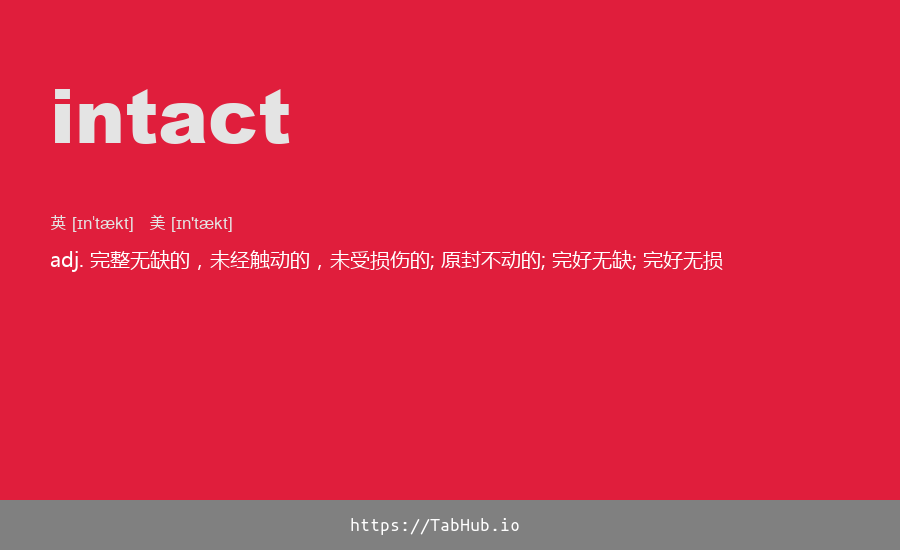 intact
英 [ɪn'tækt] 美 [ɪn'tækt]
adj. 完整无缺的，未经触动的，未受损伤的; 原封不动的; 完好无缺; 完好无损
https://TabHub.io